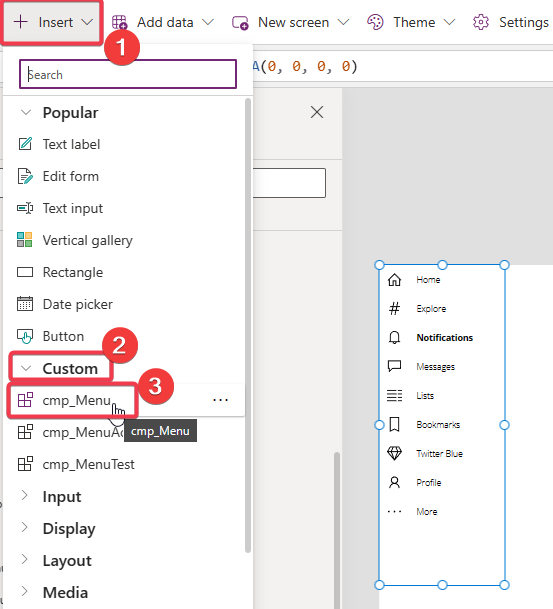 Insert
Add data
New screen
Theme
Settings
1
A(0, 0, 0, 0)
Search
Popular
Text label
Edit form
Text input
Vertical gallery
Rectangle
Date picker
Button
2
Custom
3
cmp_Menu
cmp_Menu
cmp_MenuTest
Input
Display
Layout
Media
Home
Explore
Notifications
Messages
Lists
Bookmarks
Twitter Blue
Profile
More